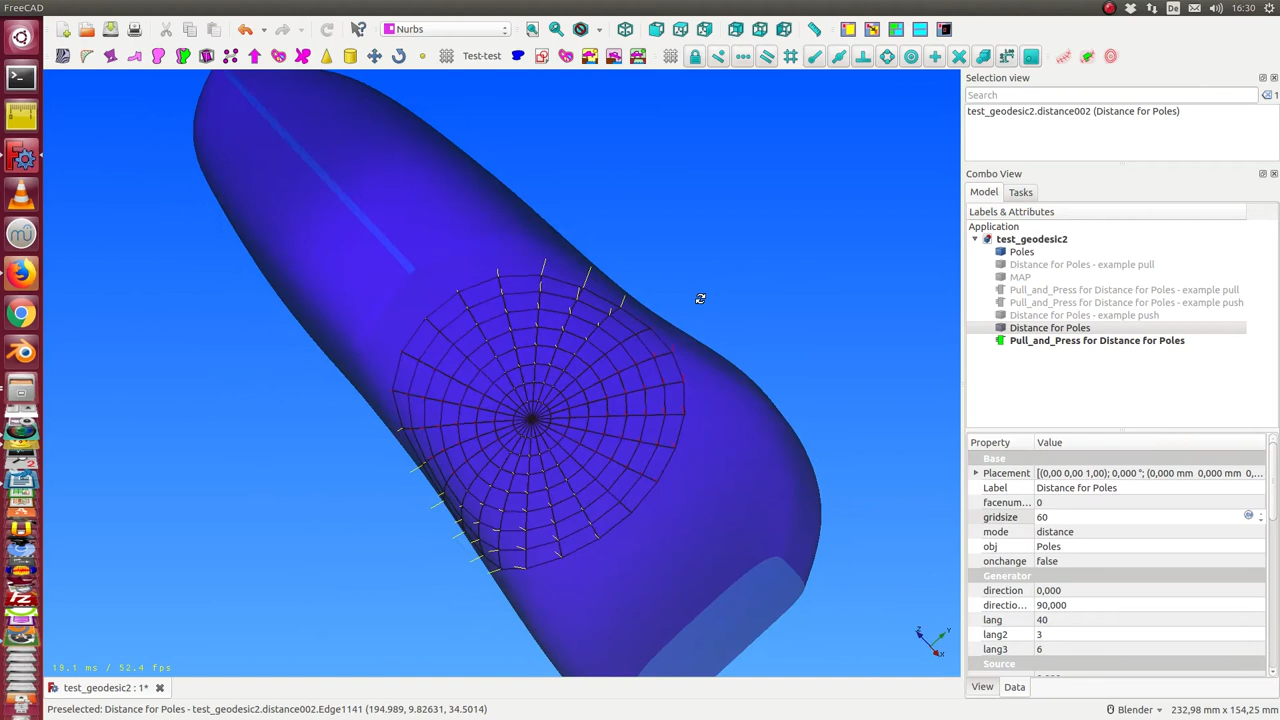 FreeCAD
De
16:30
Nurbs
Test-test
Selection view
Search
1
test_geodesic2.distance002 (Distance for Poles)
Combo View
Model
Tasks
Labels & Attributes
Application
test_geodesic2
Poles
Distance for Poles - example pull
MAP
Pull_and_Press for Distance for Poles - example pull
Pull_and_Press for Distance for Poles - example push
Distance for Poles - example push
Distance for Poles
Pull_and_Press for Distance for Poles
Property Value
Base
Placement [(0,00 0,00 1,00); 0,000 °; (0,000 mm 0,000 mm 0,...
Label Distance for Poles
facenum... 0
gridsize 60
mode distance
obj Poles
onchange false
Generator
direction 0,000
directio... 90,000
lang 40
lang2 3
lang3 6
Source
Z Y X
19.1 ms / 52.4 fps
View Data
test_geodesic2 : 1*
Preselected: Distance for Poles - test_geodesic2.distance002.Edge1141 (194.989, 9.82631, 34.5014)
Blender
232,98 mm x 154,25 mm